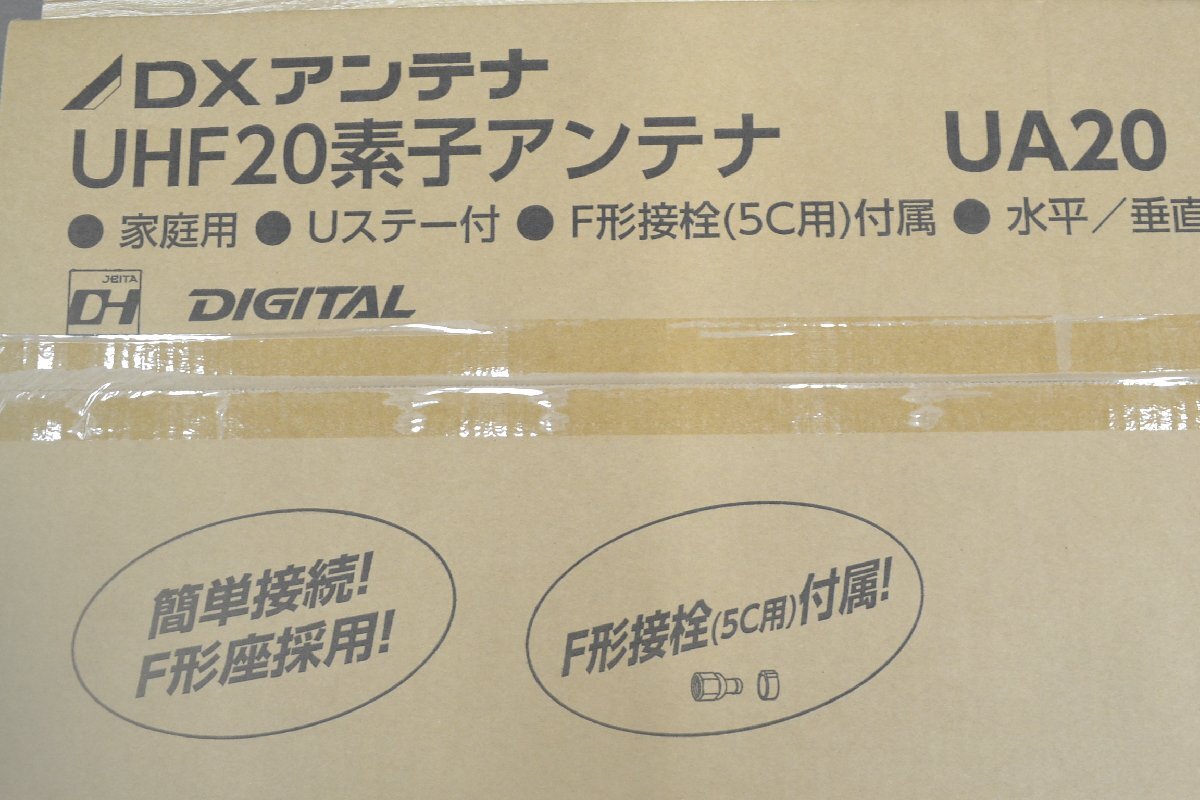 DXアンテナ
UHF20素子アンテナ UA20
● 家庭用 ● Uステー付 ● F形接栓(5C用)付属 ● 水平／垂直
JEITA
DH DIGITAL
簡単接続!
F形座採用!
F形接栓(5C用)付属!